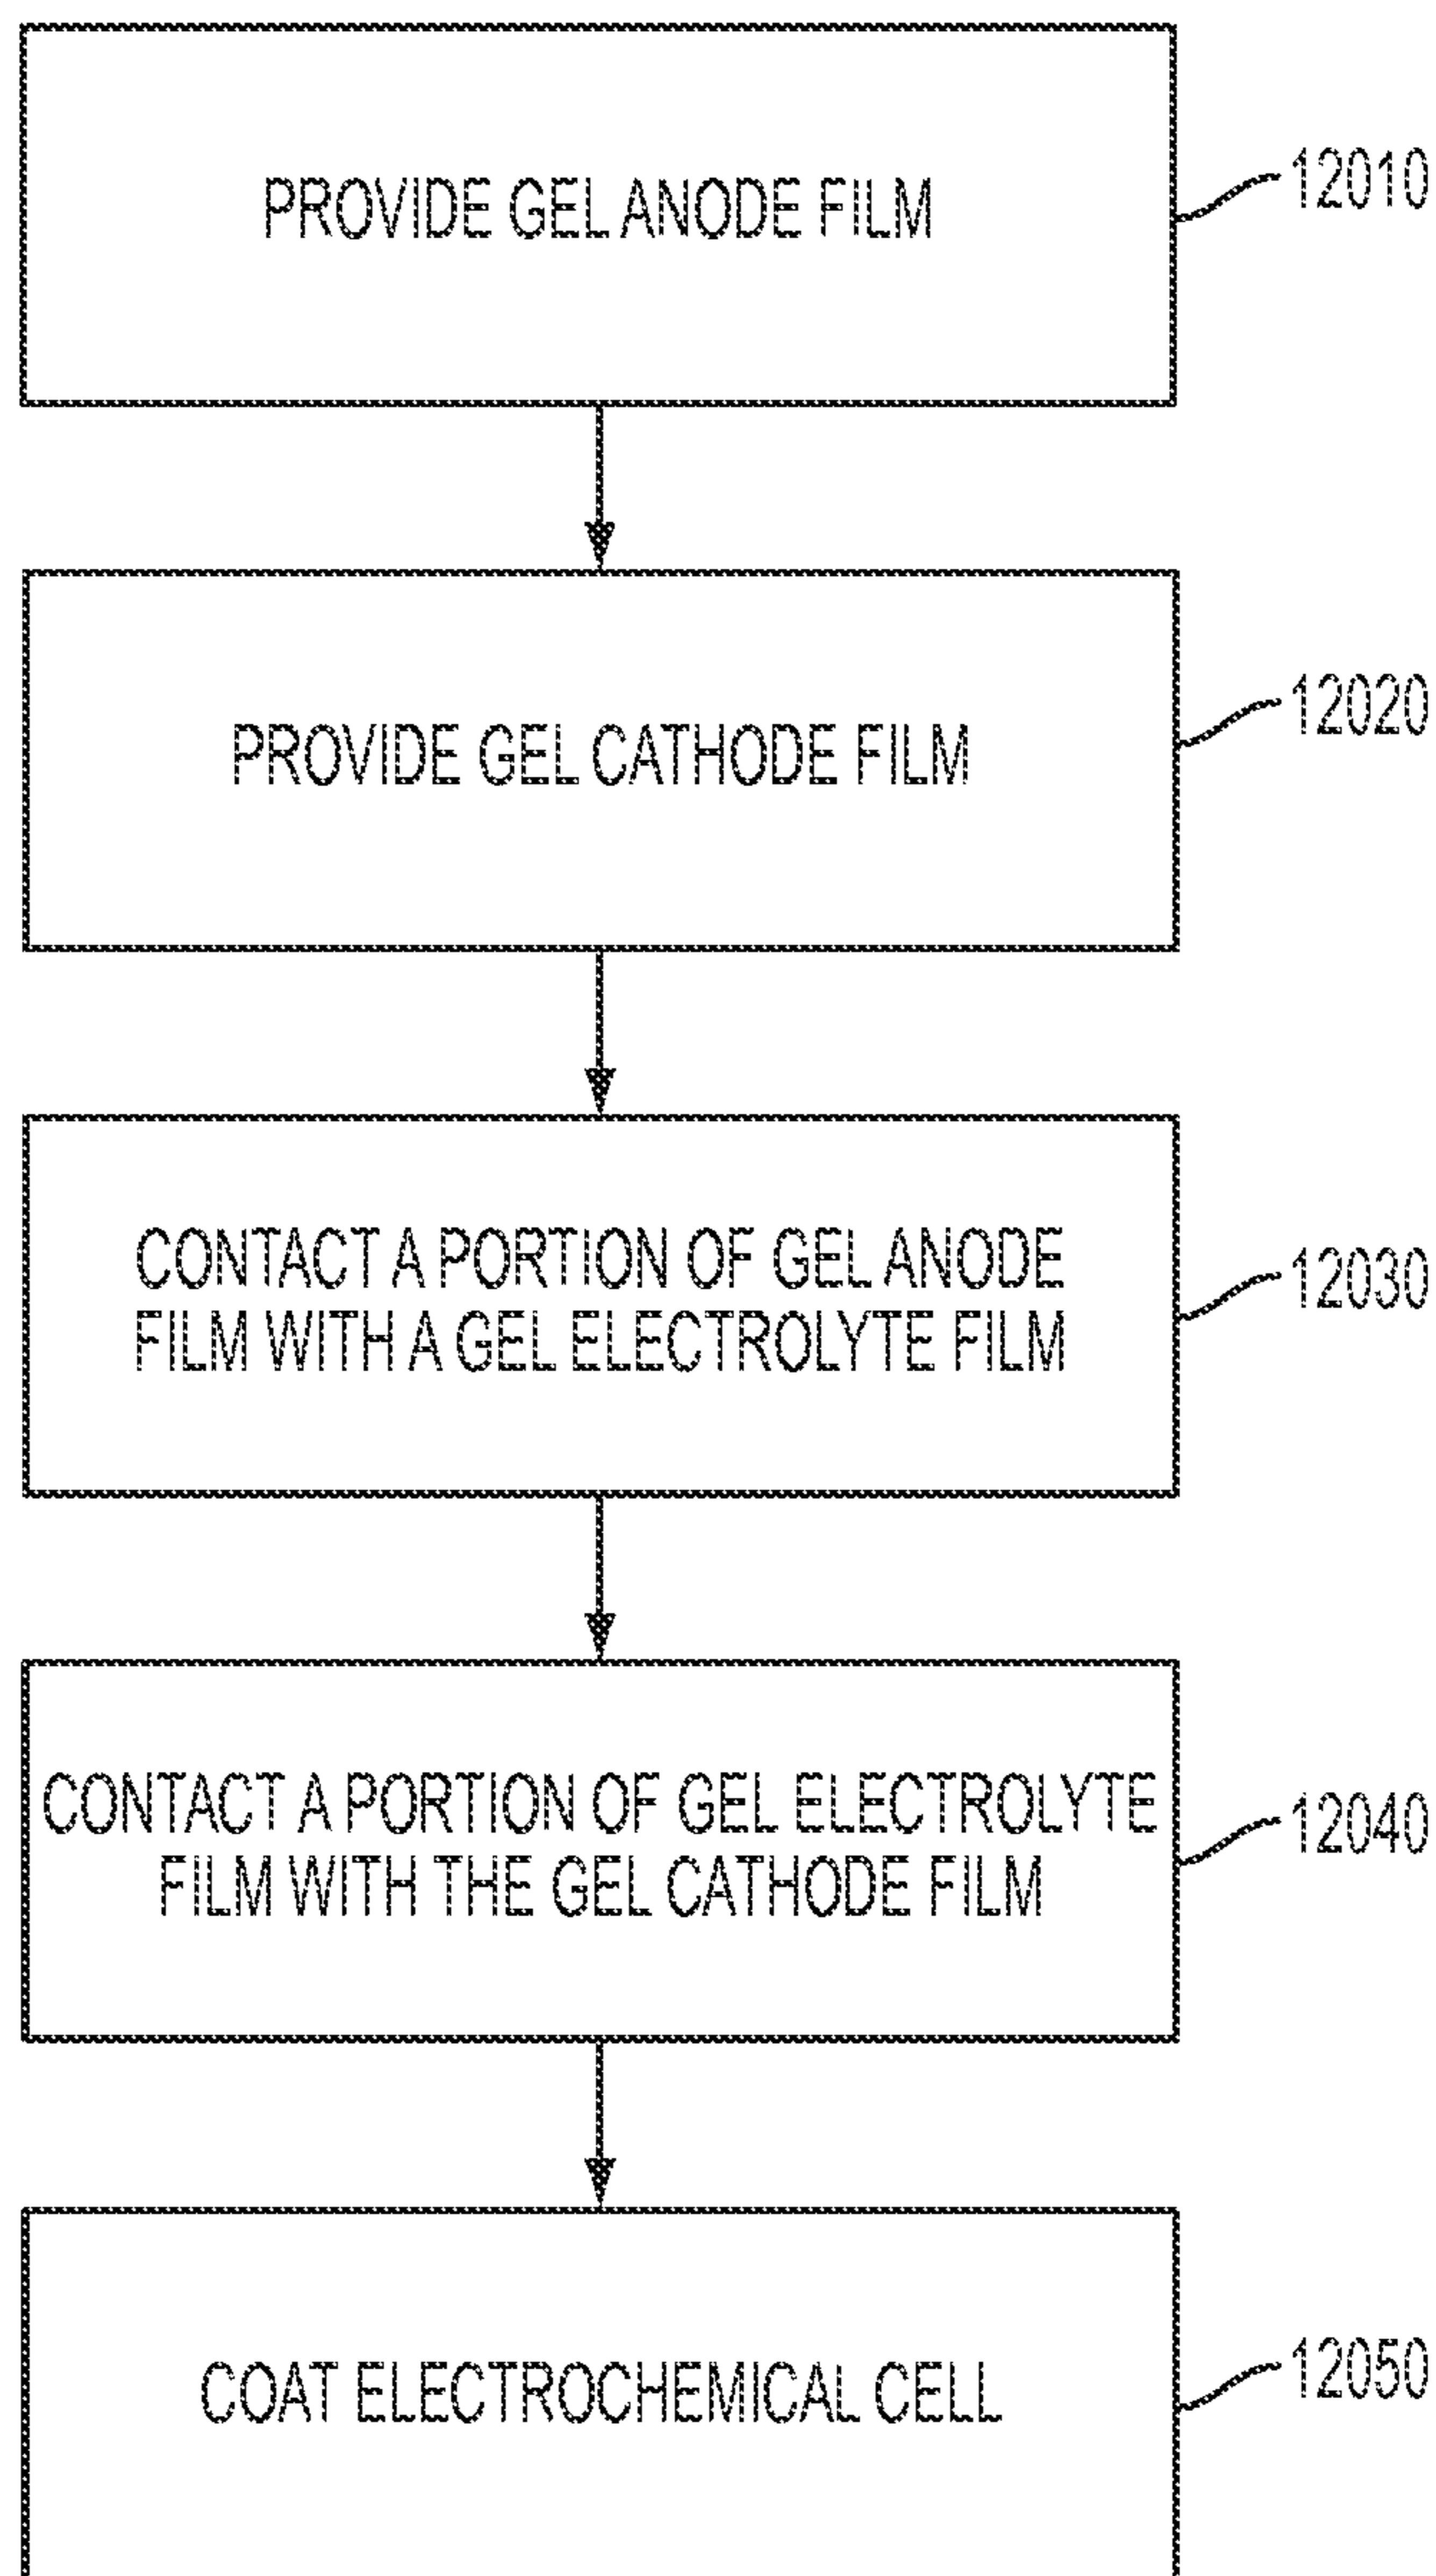 PROVIDE GEL ANODE FILM
12010
PROVIDE GEL CATHODE FILM
12020
CONTACT A PORTION OF GEL ANODE
FILM WITH A GEL ELECTROLYTE FILM
12030
CONTACT A PORTION OF GEL ELECTROLYTE
FILM WITH THE GEL CATHODE FILM
12040
COAT ELECTROCHEMICAL CELL
12050